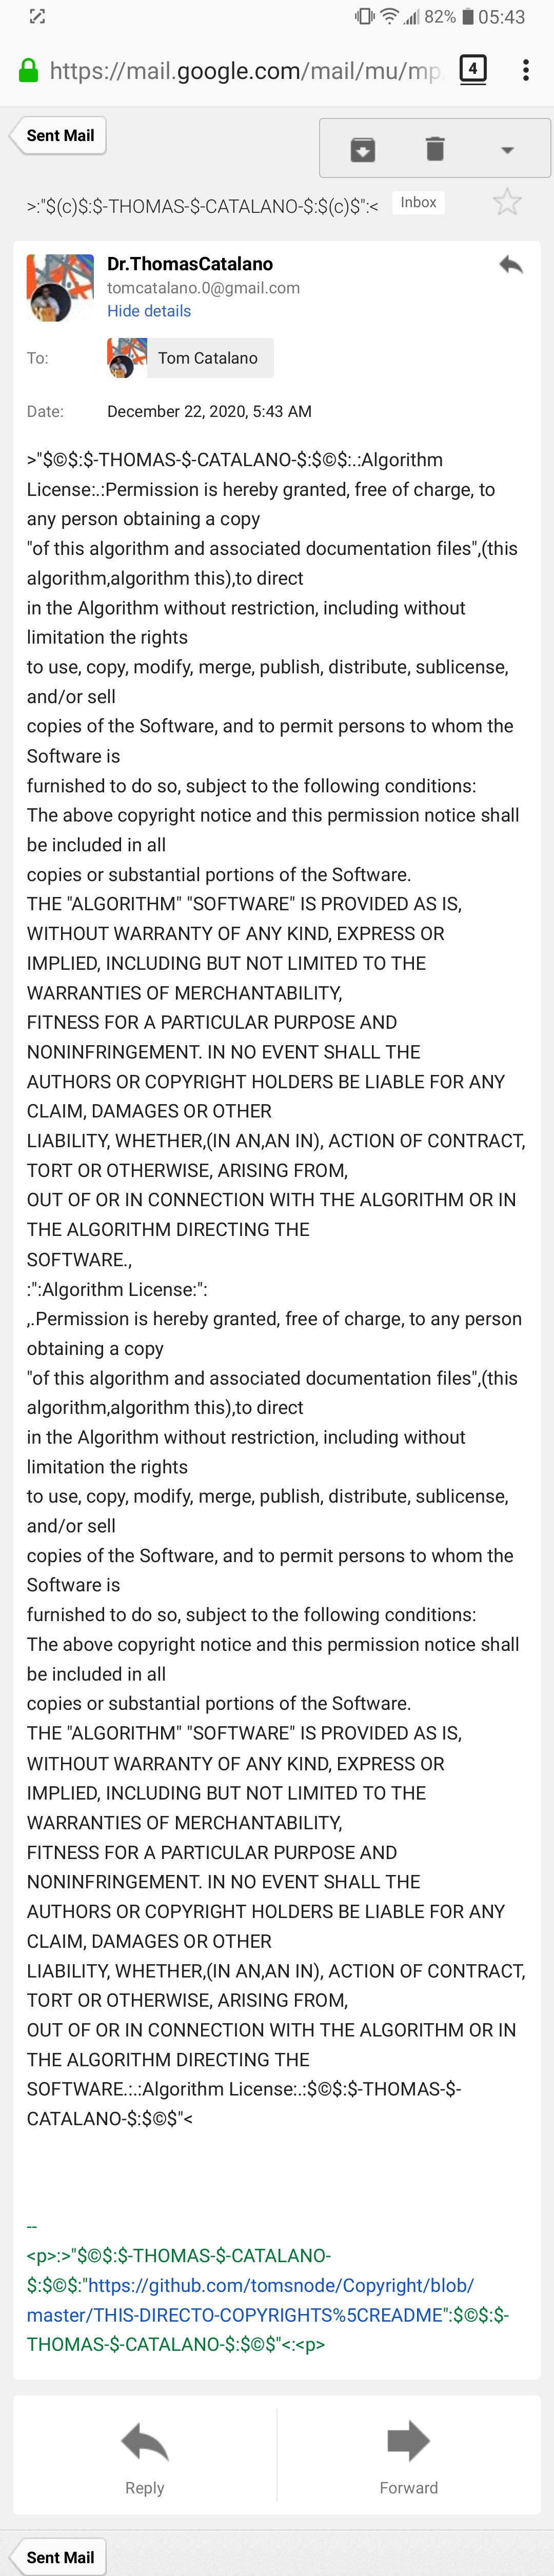 82% 05:43
https://mail.google.com/mail/mu/mp 4
Sent Mail
>:"$(c)$:$-THOMAS-$-CATALANO-$:$(c)$":< Inbox
Dr.ThomasCatalano
tomcatalano.0@gmail.com
Hide details
To: Tom Catalano
Date: December 22, 2020, 5:43 AM
>"$©$:$-THOMAS-$-CATALANO-$:$©$:.:Algorithm
License:.:Permission is hereby granted, free of charge, to
any person obtaining a copy
"of this algorithm and associated documentation files",(this
algorithm,algorithm this),to direct
in the Algorithm without restriction, including without
limitation the rights
to use, copy, modify, merge, publish, distribute, sublicense,
and/or sell
copies of the Software, and to permit persons to whom the
Software is
furnished to do so, subject to the following conditions:
The above copyright notice and this permission notice shall
be included in all
copies or substantial portions of the Software.
THE "ALGORITHM" "SOFTWARE" IS PROVIDED AS IS,
WITHOUT WARRANTY OF ANY KIND, EXPRESS OR
IMPLIED, INCLUDING BUT NOT LIMITED TO THE
WARRANTIES OF MERCHANTABILITY,
FITNESS FOR A PARTICULAR PURPOSE AND
NONINFRINGEMENT. IN NO EVENT SHALL THE
AUTHORS OR COPYRIGHT HOLDERS BE LIABLE FOR ANY
CLAIM, DAMAGES OR OTHER
LIABILITY, WHETHER,(IN AN,AN IN), ACTION OF CONTRACT,
TORT OR OTHERWISE, ARISING FROM,
OUT OF OR IN CONNECTION WITH THE ALGORITHM OR IN
THE ALGORITHM DIRECTING THE
SOFTWARE.,
:":Algorithm License:":
,.Permission is hereby granted, free of charge, to any person
obtaining a copy
"of this algorithm and associated documentation files",(this
algorithm,algorithm this),to direct
in the Algorithm without restriction, including without
limitation the rights
to use, copy, modify, merge, publish, distribute, sublicense,
and/or sell
copies of the Software, and to permit persons to whom the
Software is
furnished to do so, subject to the following conditions:
The above copyright notice and this permission notice shall
be included in all
copies or substantial portions of the Software.
THE "ALGORITHM" "SOFTWARE" IS PROVIDED AS IS,
WITHOUT WARRANTY OF ANY KIND, EXPRESS OR
IMPLIED, INCLUDING BUT NOT LIMITED TO THE
WARRANTIES OF MERCHANTABILITY,
FITNESS FOR A PARTICULAR PURPOSE AND
NONINFRINGEMENT. IN NO EVENT SHALL THE
AUTHORS OR COPYRIGHT HOLDERS BE LIABLE FOR ANY
CLAIM, DAMAGES OR OTHER
LIABILITY, WHETHER,(IN AN,AN IN), ACTION OF CONTRACT,
TORT OR OTHERWISE, ARISING FROM,
OUT OF OR IN CONNECTION WITH THE ALGORITHM OR IN
THE ALGORITHM DIRECTING THE
SOFTWARE.:.:Algorithm License:.:$©$:$-THOMAS-$-
CATALANO-$:$©$"<
--
<p>:>"$©$:$-THOMAS-$-CATALANO-
$:$©$:"https://github.com/tomsnode/Copyright/blob/
master/THIS-DIRECTO-COPYRIGHTS%5CREADME":$©$:$-
THOMAS-$-CATALANO-$:$©$"<:<p>
Reply Forward
Sent Mail